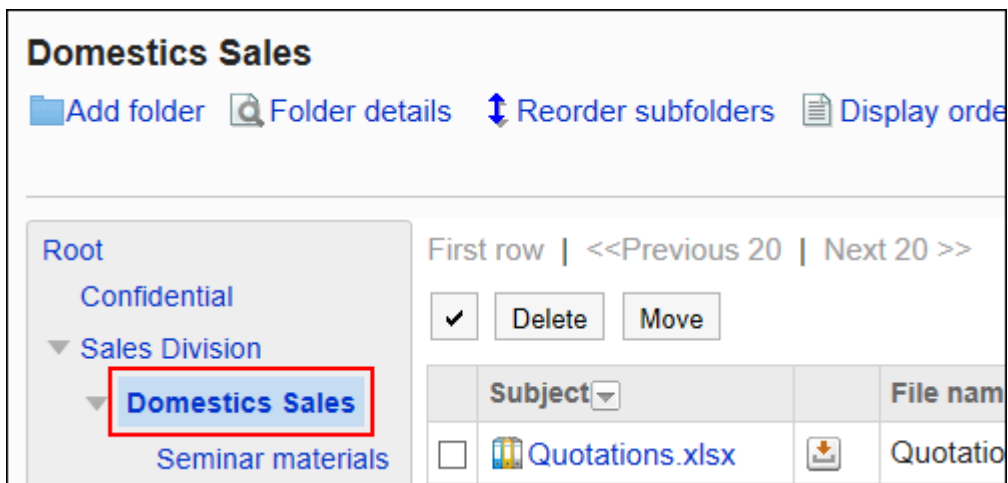 Domestics Sales
Add folder Folder details Reorder subfolders Display orde
Root
Confidential
Sales Division
Domestics Sales
Seminar materials
First row | <<Previous 20 | Next 20 >>
Delete Move
Subject File nam
Quotations.xlsx Quotatio